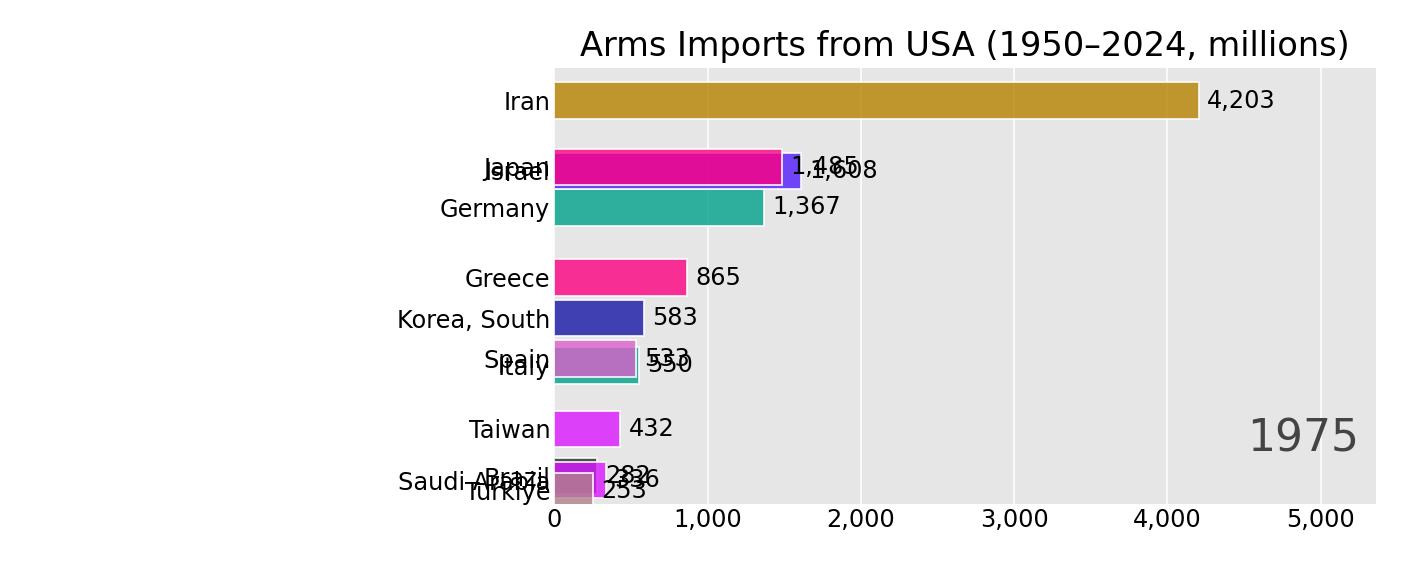 Arms Imports from USA (1950–2024, millions)
Iran 4,203
Japan 1,485
Israel 1,608
Germany 1,367
Greece 865
Korea, South 583
Spain 533
Italy 550
Taiwan 432
Brazil 282
Saudi Arabia 336
Türkiye 253
1975
0 1,000 2,000 3,000 4,000 5,000